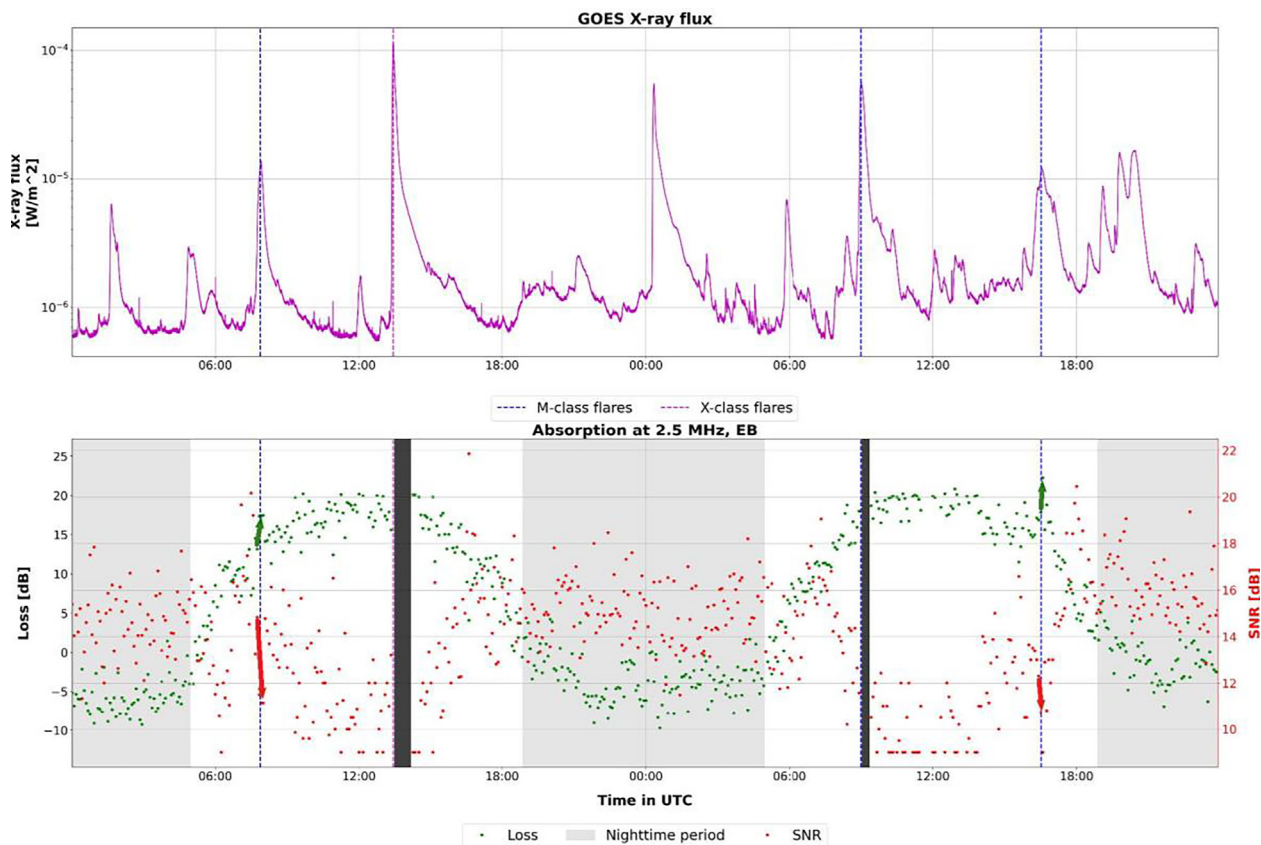 GOES X-ray flux
x-ray flux
[W/m^2]
10⁻⁴
10⁻⁵
10⁻⁶
06:00 12:00 18:00 00:00 06:00 12:00 18:00
M-class flares X-class flares
Absorption at 2.5 MHz, EB
Loss [dB]
25
20
15
10
5
0
−5
−10
22
20
18
16
14
12
10
SNR [dB]
06:00 12:00 18:00 00:00 06:00 12:00 18:00
Time in UTC
Loss Nighttime period SNR